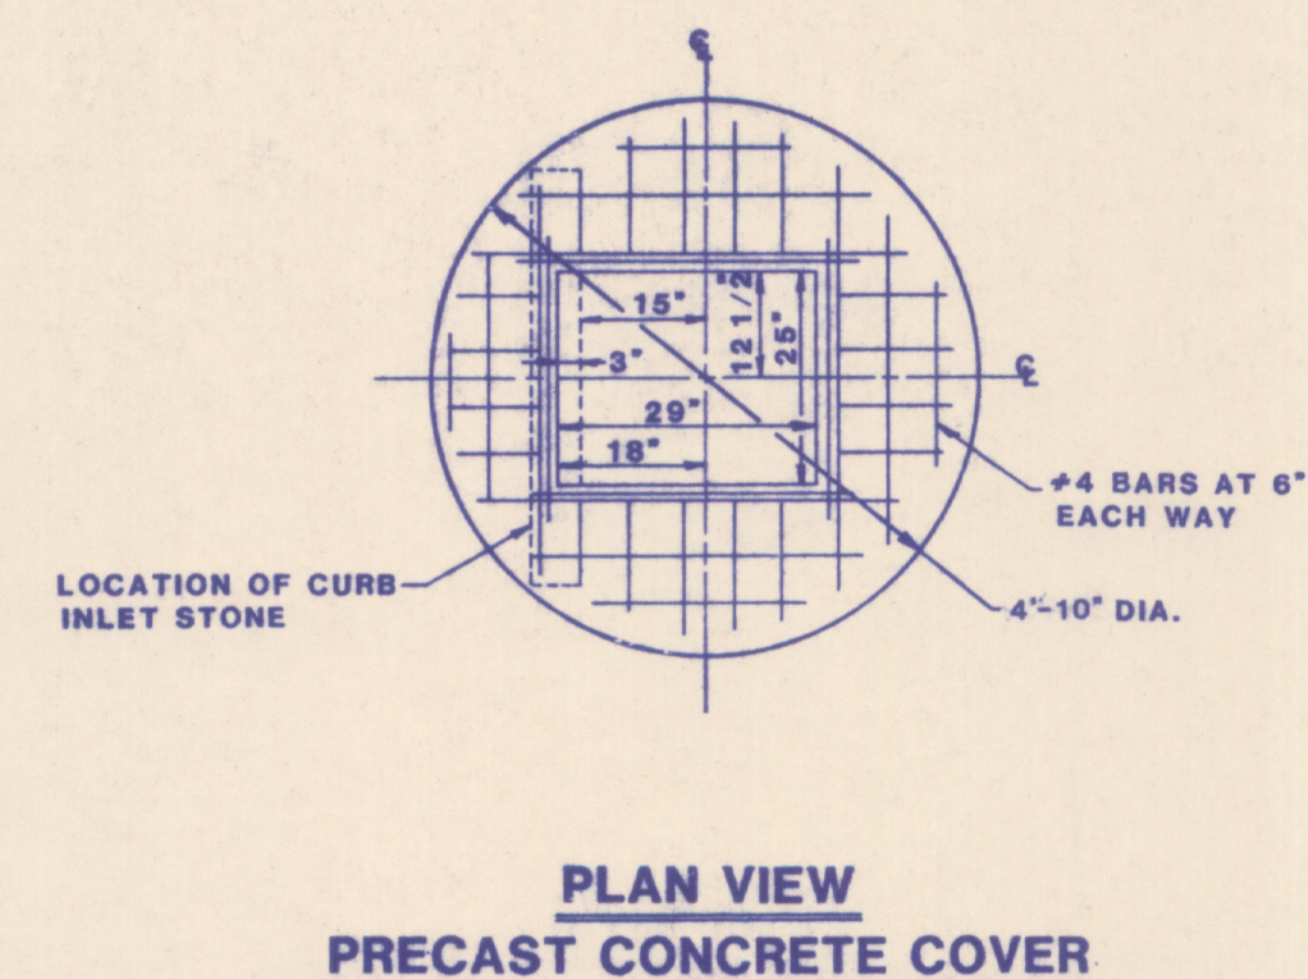 ℄
15"
12 1/2"
25"
3"
℄
29"
18"
#4 BARS AT 6"
EACH WAY
LOCATION OF CURB
INLET STONE
4'-10" DIA.
PLAN VIEW
PRECAST CONCRETE COVER